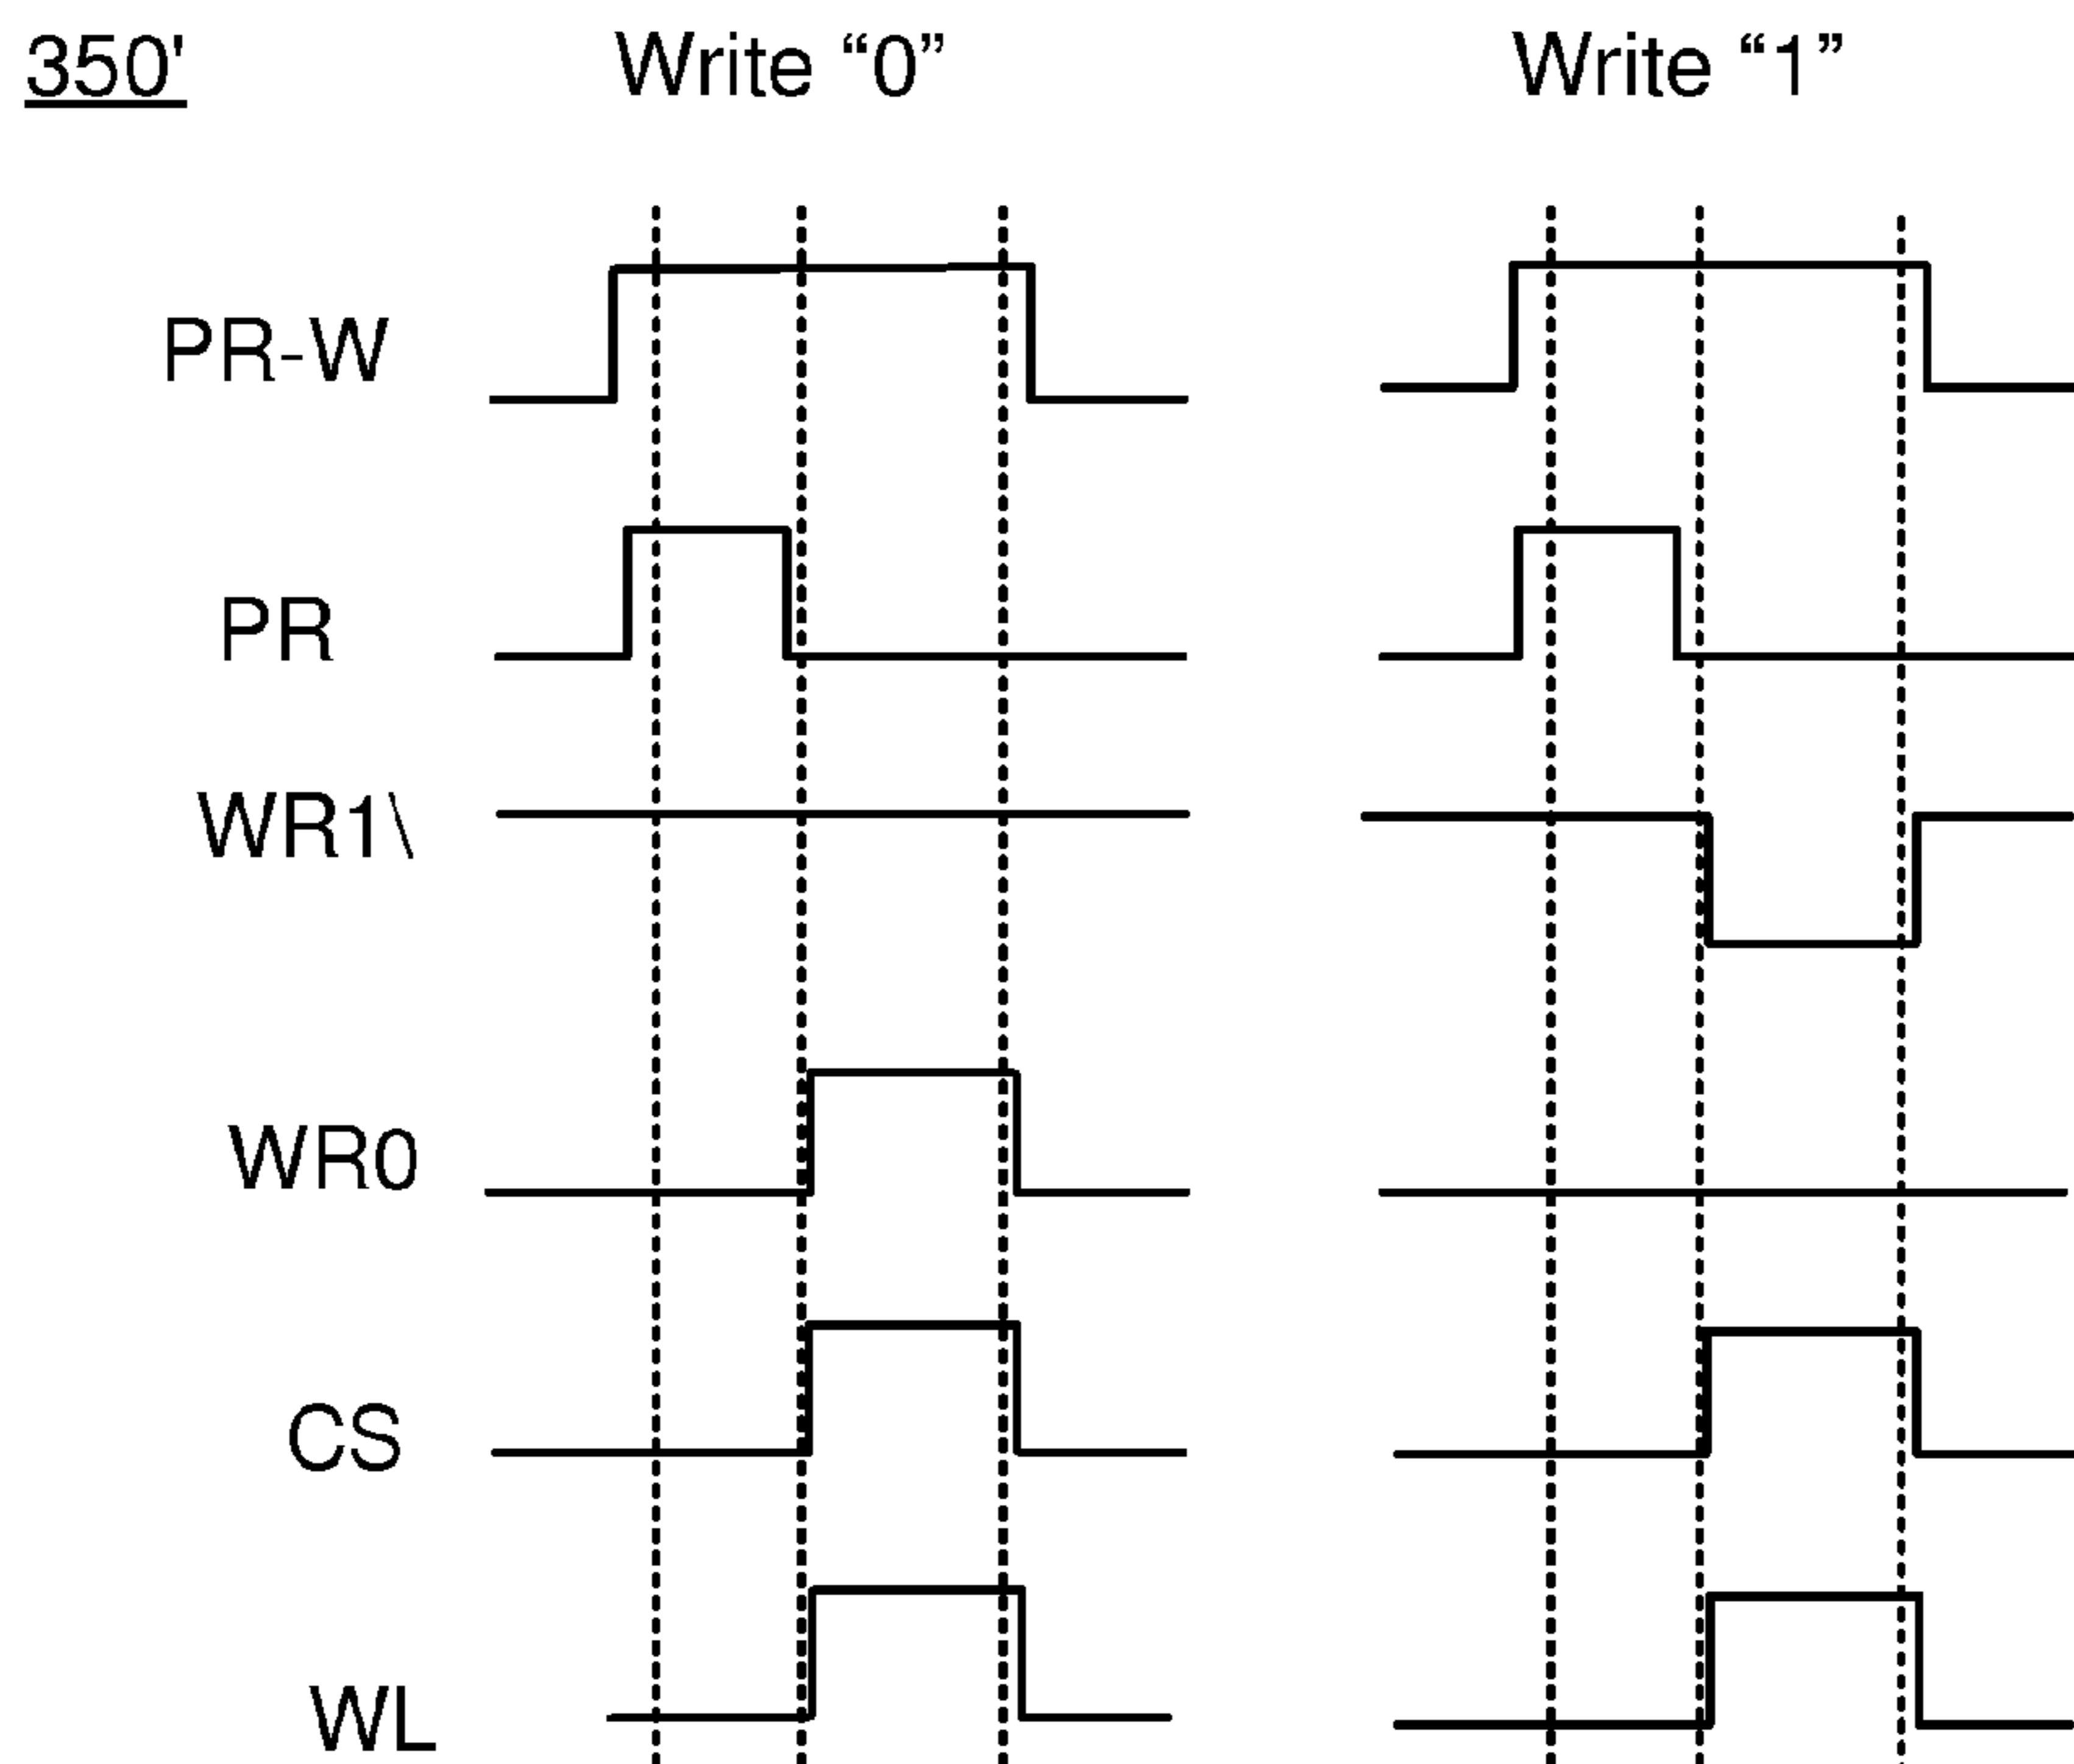 350'
Write “0” Write “1”
PR-W
PR
WR1\
WR0
CS
WL